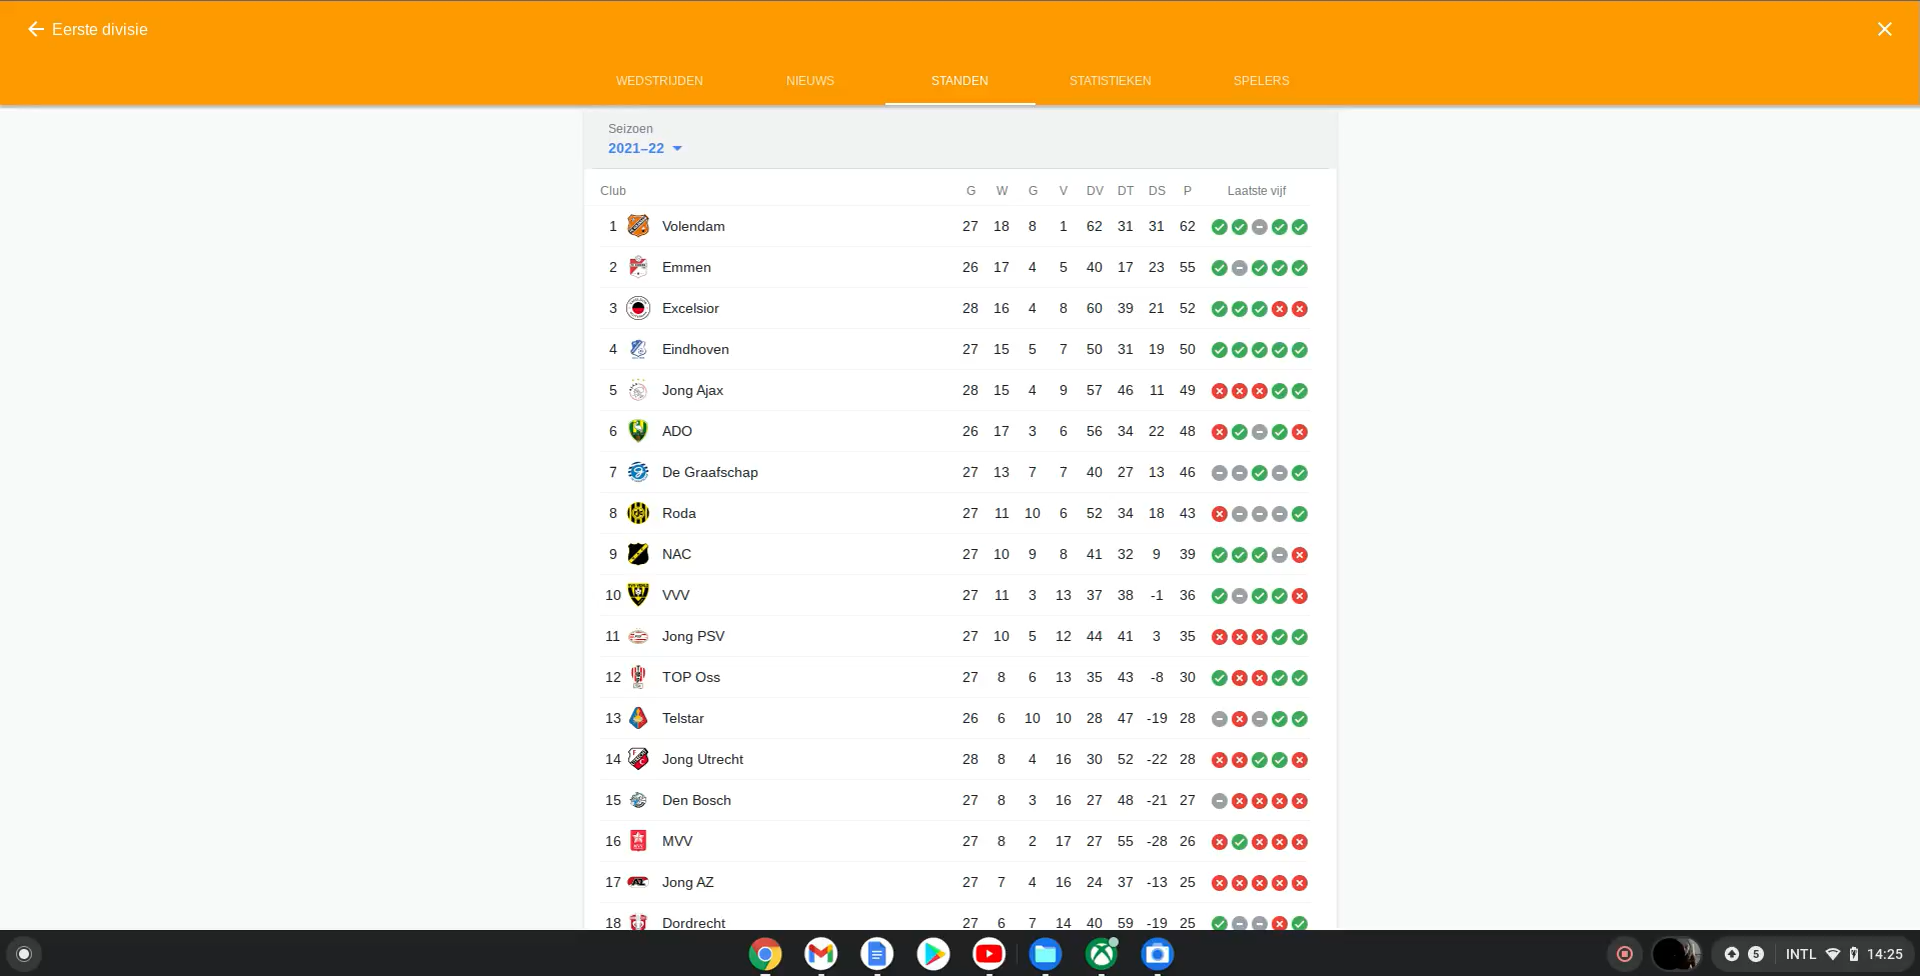 Eerste divisie
WEDSTRIJDEN NIEUWS STANDEN STATISTIEKEN SPELERS
Seizoen
2021–22
Club G W G V DV DT DS P Laatste vijf
1 Volendam 27 18 8 1 62 31 31 62
2 Emmen 26 17 4 5 40 17 23 55
3 Excelsior 28 16 4 8 60 39 21 52
4 Eindhoven 27 15 5 7 50 31 19 50
5 Jong Ajax 28 15 4 9 57 46 11 49
6 ADO 26 17 3 6 56 34 22 48
7 De Graafschap 27 13 7 7 40 27 13 46
8 Roda 27 11 10 6 52 34 18 43
9 NAC 27 10 9 8 41 32 9 39
10 VVV 27 11 3 13 37 38 -1 36
11 Jong PSV 27 10 5 12 44 41 3 35
12 TOP Oss 27 8 6 13 35 43 -8 30
13 Telstar 26 6 10 10 28 47 -19 28
14 Jong Utrecht 28 8 4 16 30 52 -22 28
15 Den Bosch 27 8 3 16 27 48 -21 27
16 MVV 27 8 2 17 27 55 -28 26
17 Jong AZ 27 7 4 16 24 37 -13 25
18 Dordrecht 27 6 7 14 40 59 -19 25
5 INTL 14:25